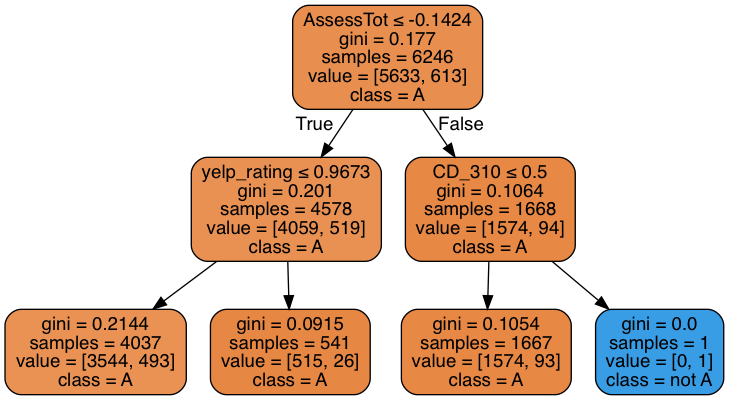 AssessTot ≤ -0.1424
gini = 0.177
samples = 6246
value = [5633, 613]
class = A
True
False
yelp_rating ≤ 0.9673
gini = 0.201
samples = 4578
value = [4059, 519]
class = A
CD_310 ≤ 0.5
gini = 0.1064
samples = 1668
value = [1574, 94]
class = A
gini = 0.2144
samples = 4037
value = [3544, 493]
class = A
gini = 0.0915
samples = 541
value = [515, 26]
class = A
gini = 0.1054
samples = 1667
value = [1574, 93]
class = A
gini = 0.0
samples = 1
value = [0, 1]
class = not A